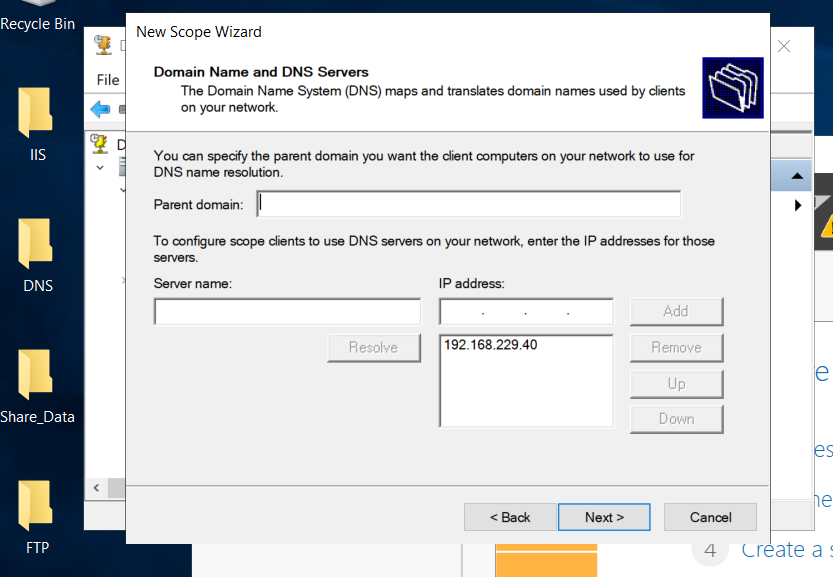 Recycle Bin
New Scope Wizard
File
Domain Name and DNS Servers
The Domain Name System (DNS) maps and translates domain names used by clients
on your network.
IIS
You can specify the parent domain you want the client computers on your network to use for
DNS name resolution.
Parent domain:
To configure scope clients to use DNS servers on your network, enter the IP addresses for those
servers.
DNS
Server name:
IP address:
. . .
Add
Resolve
192.168.229.40
Remove
Up
Down
Share_Data
< Back
Next >
Cancel
FTP
4 Create a s